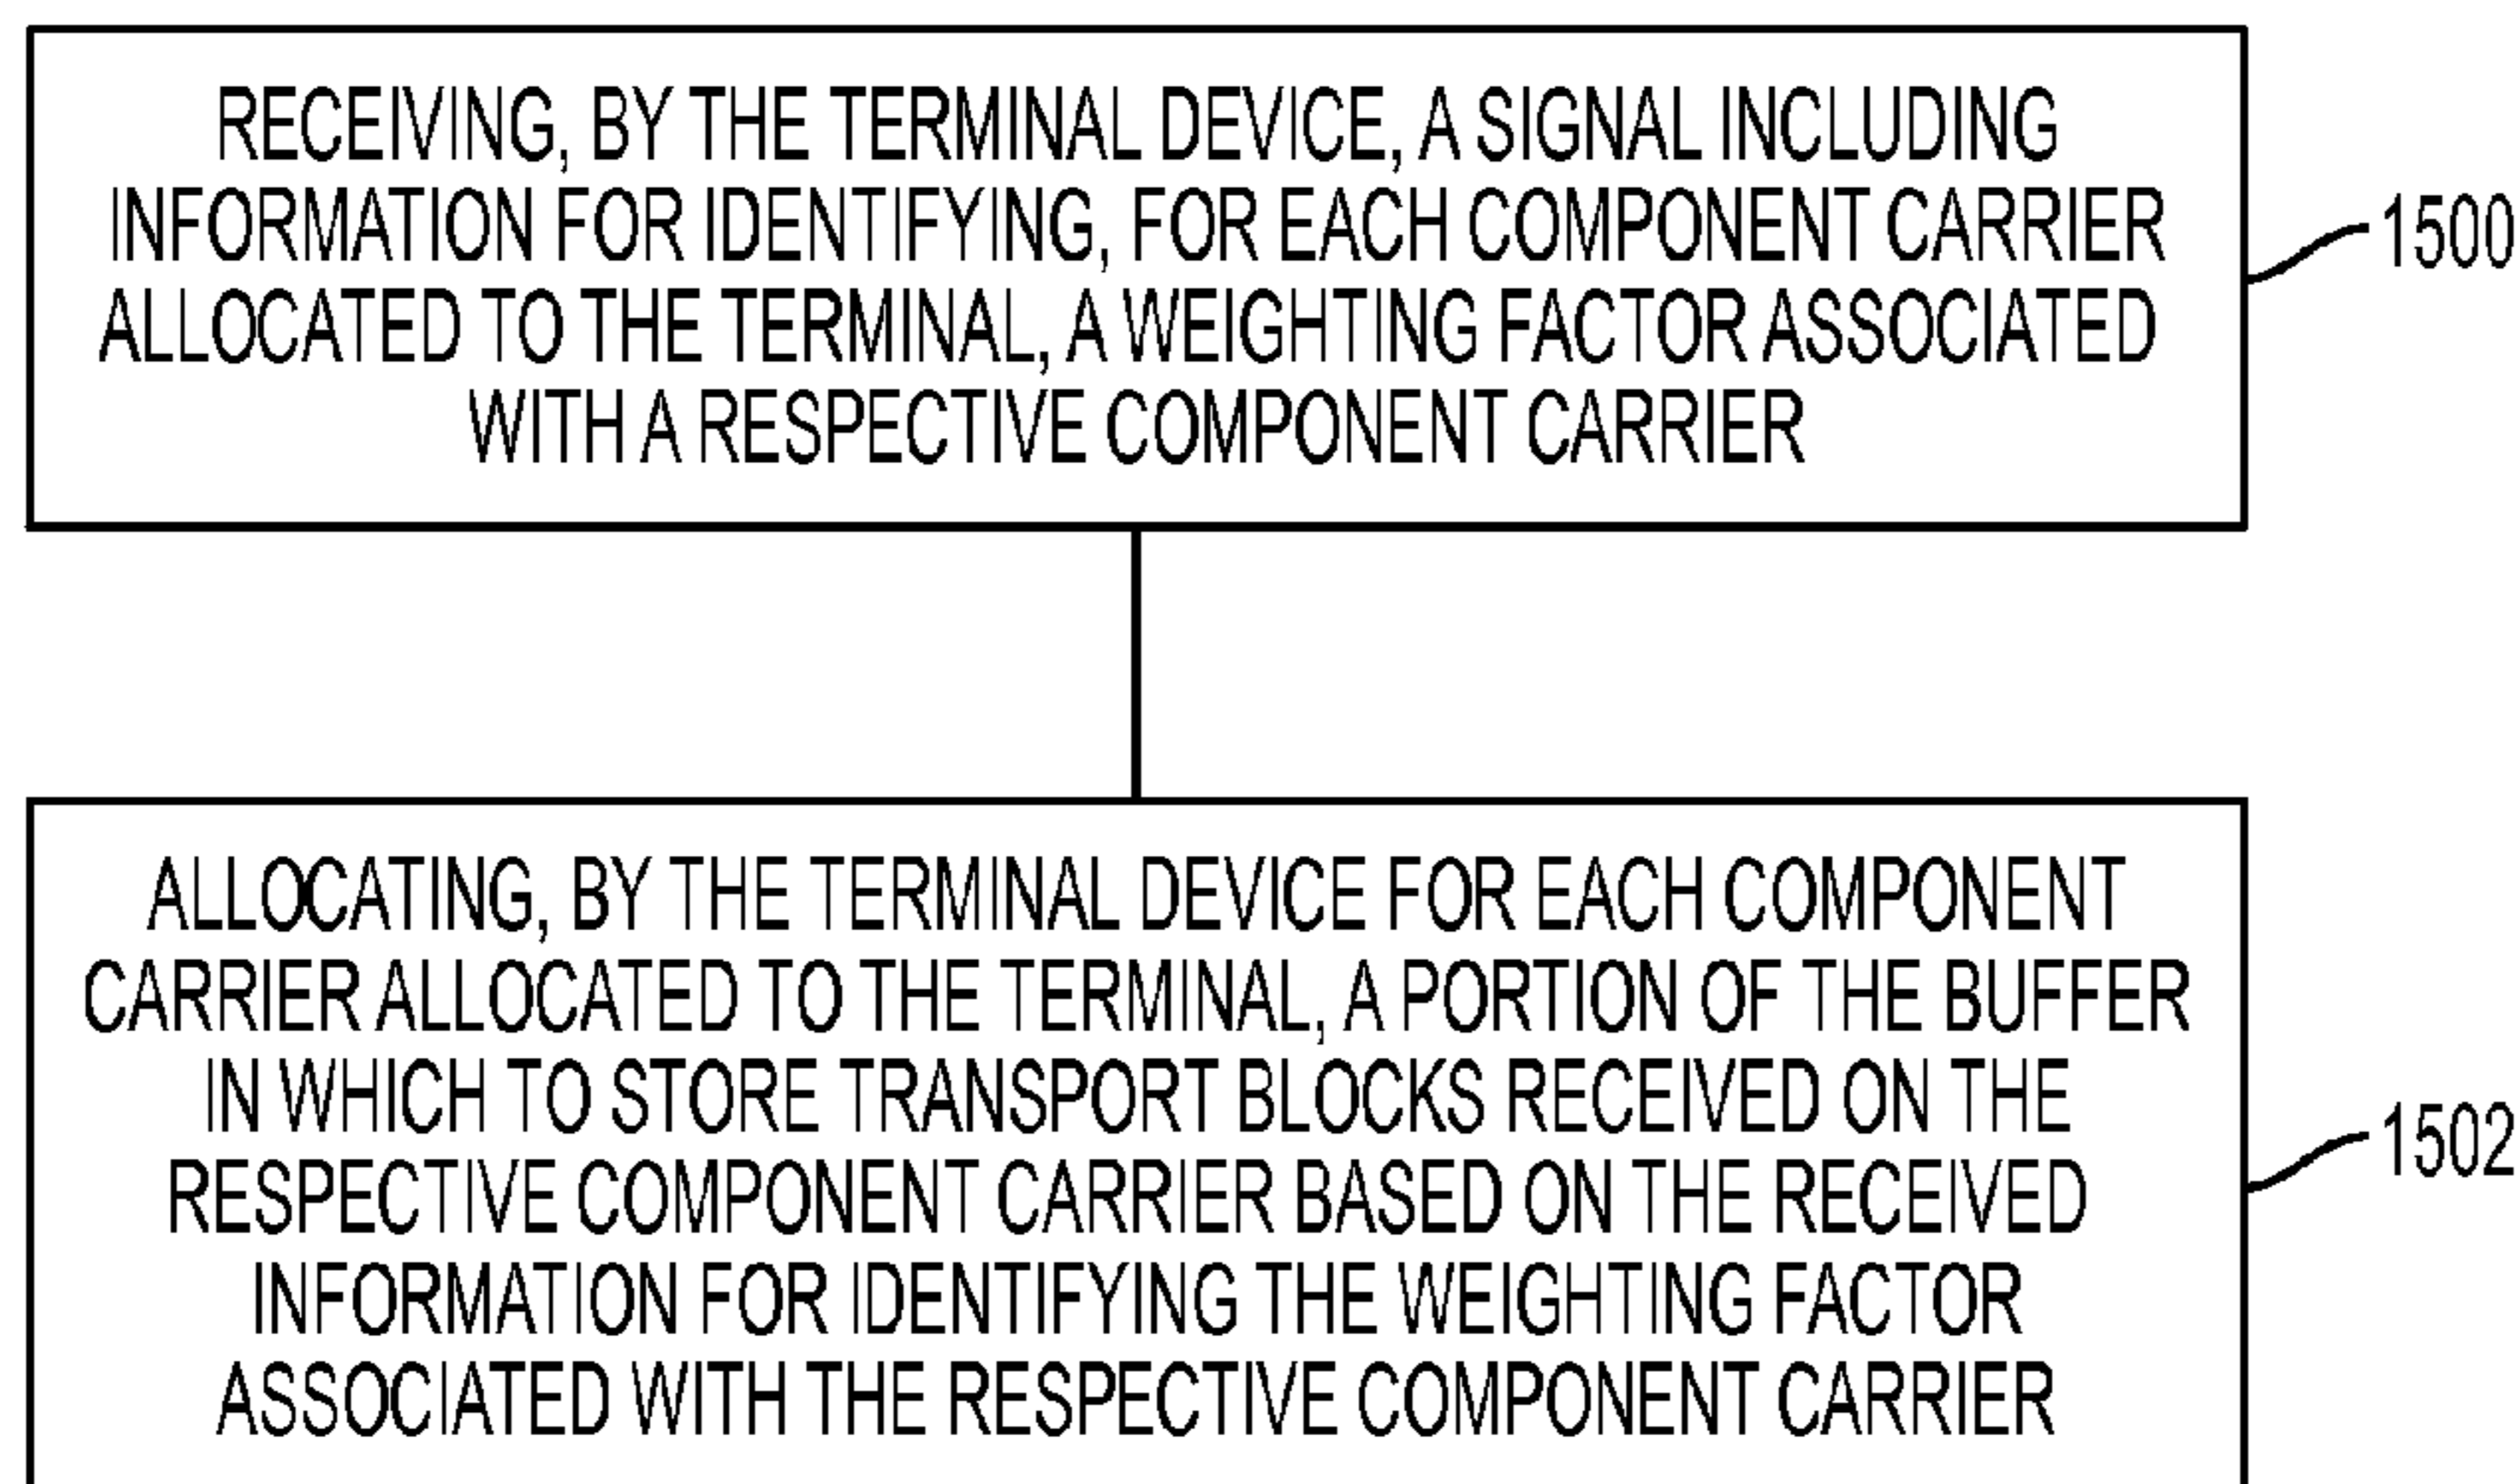 RECEIVING, BY THE TERMINAL DEVICE, A SIGNAL INCLUDING
INFORMATION FOR IDENTIFYING, FOR EACH COMPONENT CARRIER
ALLOCATED TO THE TERMINAL, A WEIGHTING FACTOR ASSOCIATED
WITH A RESPECTIVE COMPONENT CARRIER
1500
ALLOCATING, BY THE TERMINAL DEVICE FOR EACH COMPONENT
CARRIER ALLOCATED TO THE TERMINAL, A PORTION OF THE BUFFER
IN WHICH TO STORE TRANSPORT BLOCKS RECEIVED ON THE
RESPECTIVE COMPONENT CARRIER BASED ON THE RECEIVED
INFORMATION FOR IDENTIFYING THE WEIGHTING FACTOR
ASSOCIATED WITH THE RESPECTIVE COMPONENT CARRIER
1502